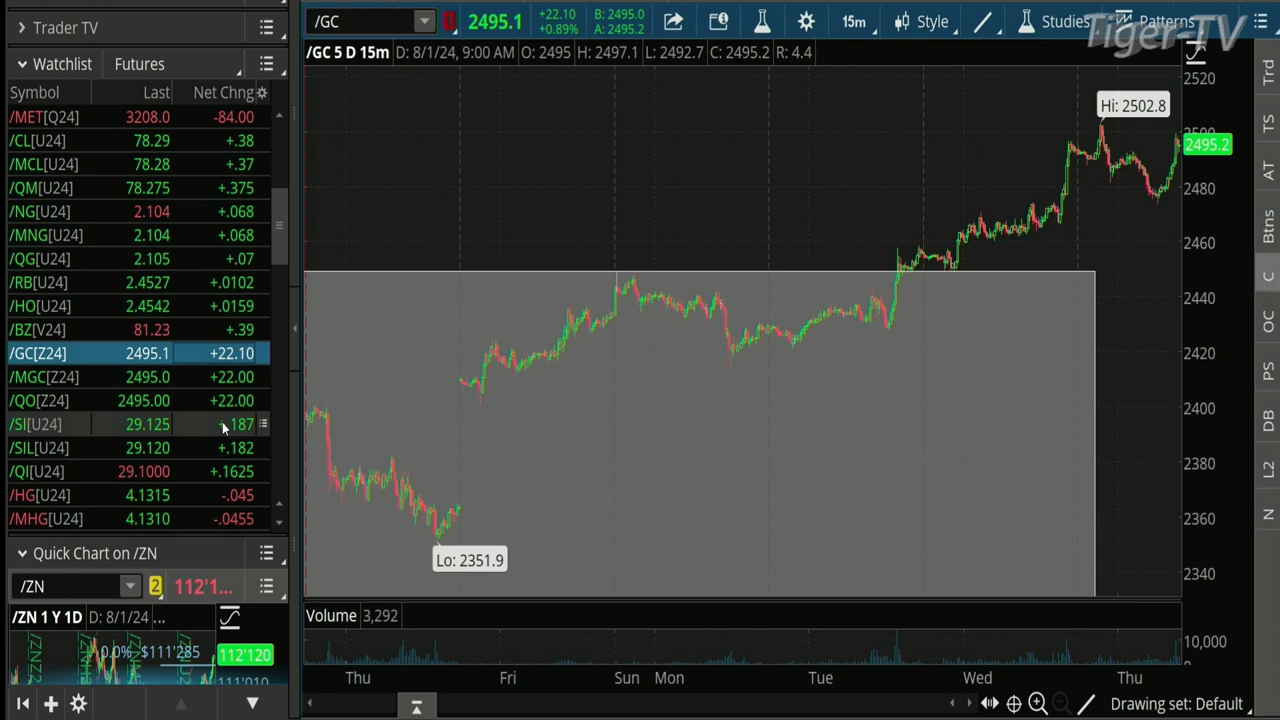 Trader TV
Watchlist Futures
Symbol Last Net Chng
/MET[Q24] 3208.0 -84.00
/CL[U24] 78.29 +.38
/MCL[U24] 78.28 +.37
/QM[U24] 78.275 +.375
/NG[U24] 2.104 +.068
/MNG[U24] 2.104 +.068
/QG[U24] 2.105 +.07
/RB[U24] 2.4527 +.0102
/HO[U24] 2.4542 +.0159
/BZ[V24] 81.23 +.39
/GC[Z24] 2495.1 +22.10
/MGC[Z24] 2495.0 +22.00
/QO[Z24] 2495.00 +22.00
/SI[U24] 29.125 +.187
/SIL[U24] 29.120 +.182
/QI[U24] 29.1000 +.1625
/HG[U24] 4.1315 -.045
/MHG[U24] 4.1310 -.0455
Quick Chart on /ZN
/ZN 2 112'1...
/ZN 1 Y 1D D: 8/1/24 ...
0.0% $111'285
112'120
111'010
/GC 2495.1 +22.10 B: 2495.0 15m Style Studies Patterns
+0.89% A: 2495.2
Tiger-TV
/GC 5 D 15m D: 8/1/24, 9:00 AM O: 2495 H: 2497.1 L: 2492.7 C: 2495.2 R: 4.4
2520
Hi: 2502.8
2500
2495.2
2480
2460
2440
2420
2400
2380
2360
Lo: 2351.9
2340
Volume 3,292
10,000
Thu Fri Sun Mon Tue Wed Thu
Drawing set: Default
Trd
TS
AT
Btns
C
OC
PS
DB
L2
N